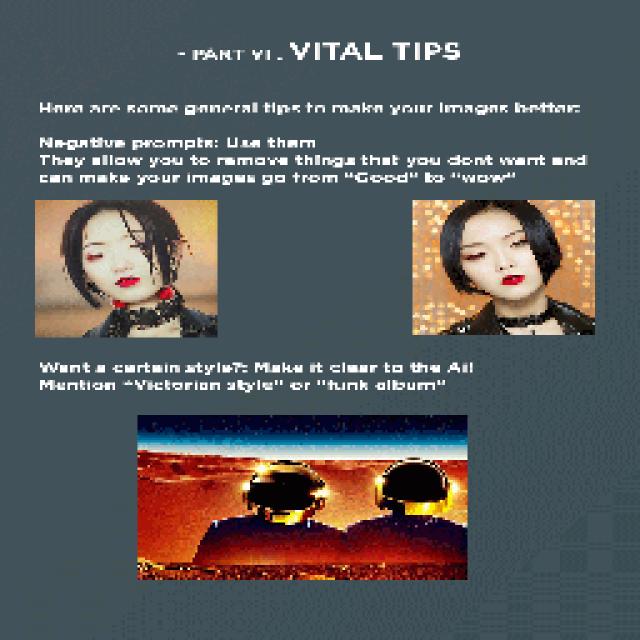 - PART VI . VITAL TIPS
Here are some general tips to make your images better:
Negative prompts: Use them
They allow you to remove things that you dont want and
can make your images go from "Good" to "wow"
Want a certain style?: Make it clear to the Ai!
Mention "Victorian style" or "funk album"